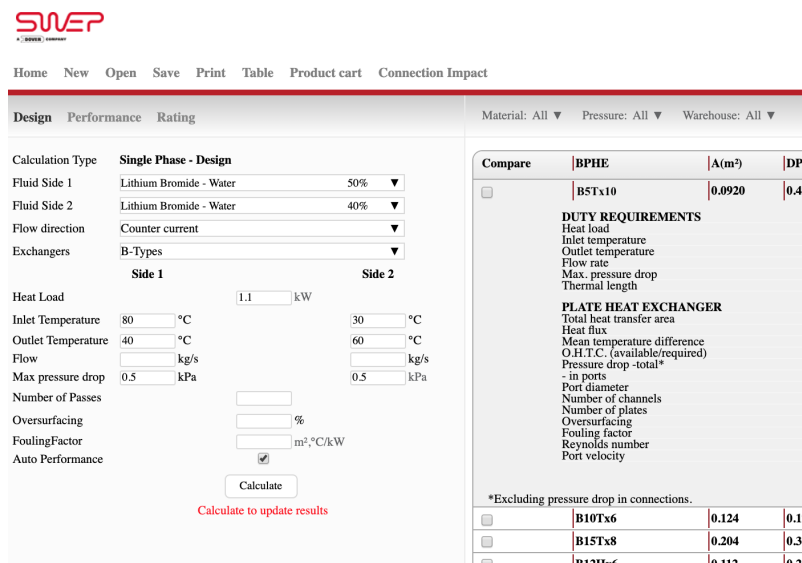 SWEP
A DOVER COMPANY
Home New Open Save Print Table Product cart Connection Impact
Design Performance Rating
Material: All ▼ Pressure: All ▼ Warehouse: All ▼
Calculation Type Single Phase - Design
Fluid Side 1 Lithium Bromide - Water 50% ▼
Fluid Side 2 Lithium Bromide - Water 40% ▼
Flow direction Counter current ▼
Exchangers B-Types ▼
Side 1 Side 2
Heat Load 1.1 kW
Inlet Temperature 80 °C 30 °C
Outlet Temperature 40 °C 60 °C
Flow kg/s kg/s
Max pressure drop 0.5 kPa 0.5 kPa
Number of Passes
Oversurfacing %
FoulingFactor m²,°C/kW
Auto Performance
Calculate
Calculate to update results
Compare BPHE A(m²) DP
B5Tx10 0.0920 0.4
DUTY REQUIREMENTS
Heat load
Inlet temperature
Outlet temperature
Flow rate
Max. pressure drop
Thermal length
PLATE HEAT EXCHANGER
Total heat transfer area
Heat flux
Mean temperature difference
O.H.T.C. (available/required)
Pressure drop -total*
- in ports
Port diameter
Number of channels
Number of plates
Oversurfacing
Fouling factor
Reynolds number
Port velocity
*Excluding pressure drop in connections.
B10Tx6 0.124 0.1
B15Tx8 0.204 0.3
B12Hx6 0.112